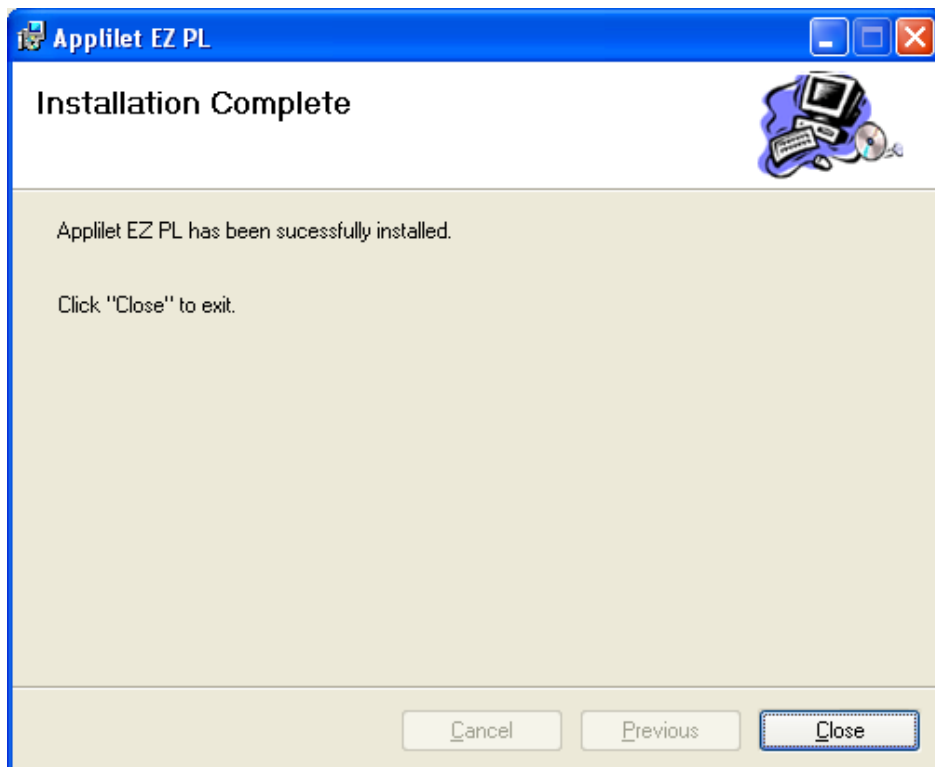 Applilet EZ PL
Installation Complete
Applilet EZ PL has been sucessfully installed.
Click "Close" to exit.
Cancel
Previous
Close